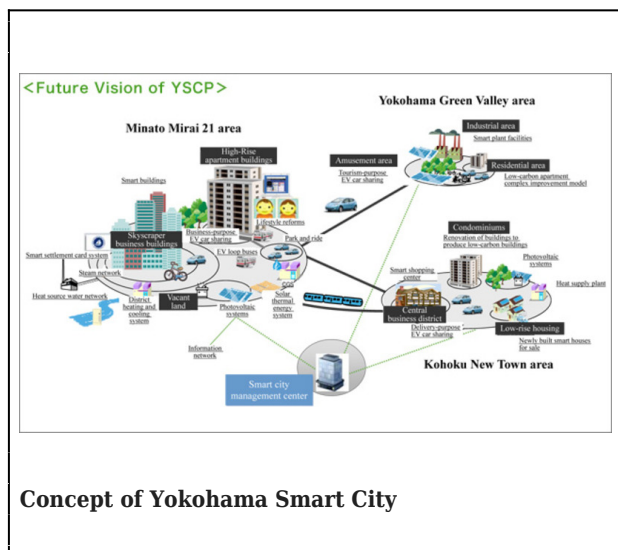 <Future Vision of YSCP>
Yokohama Green Valley area
Minato Mirai 21 area
Industrial area
Smart plant facilities
High-Rise
apartment buildings
Amusement area
Tourism-purpose
EV car sharing
Residential area
Low-carbon apartment
complex improvement model
Smart buildings
Lifestyle reforms
Business-purpose
EV car sharing
Park and ride
Skyscraper
business buildings
Smart settlement card system
EV loop buses
Steam network
Heat source water network
District
heating and
cooling
system
Vacant
land
Photovoltaic
systems
CGS
Solar
thermal
energy
system
Condominiums
Renovation of buildings to
produce low-carbon buildings
Photovoltaic
systems
Smart shopping
center
Heat supply plant
Central
business district
Delivery-purpose
EV car sharing
Low-rise housing
Newly built smart houses
for sale
Information
network
Kohoku New Town area
Smart city
management center
Concept of Yokohama Smart City